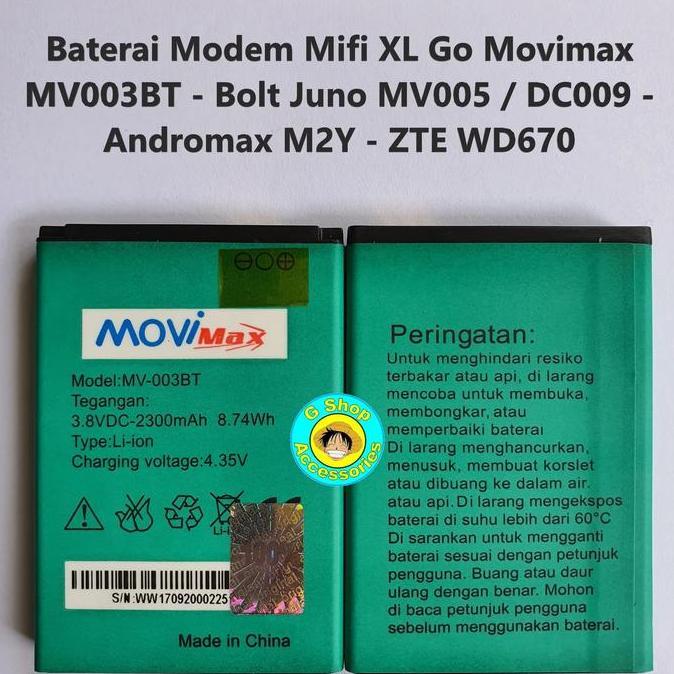 Baterai Modem Mifi XL Go Movimax
MV003BT - Bolt Juno MV005 / DC009 -
Andromax M2Y - ZTE WD670
MOViMax
Model:MV-003BT
Tegangan:
3.8VDC-2300mAh 8.74Wh
Type:Li-ion
Charging voltage:4.35V
S/N:WW17092000225
Made in China
G Shop
Accessories
Peringatan:
Untuk menghindari resiko
terbakar atau api, di larang
mencoba untuk membuka,
membongkar, atau
memperbaiki baterai
Di larang menghancurkan,
menusuk, membuat korslet
atau dibuang ke dalam air.
atau api. Di larang mengekspos
baterai di suhu lebih dari 60°C
Di sarankan untuk mengganti
baterai sesuai dengan petunjuk
pengguna. Buang atau daur
ulang dengan benar. Mohon
di baca petunjuk pengguna
sebelum menggunakan baterai.